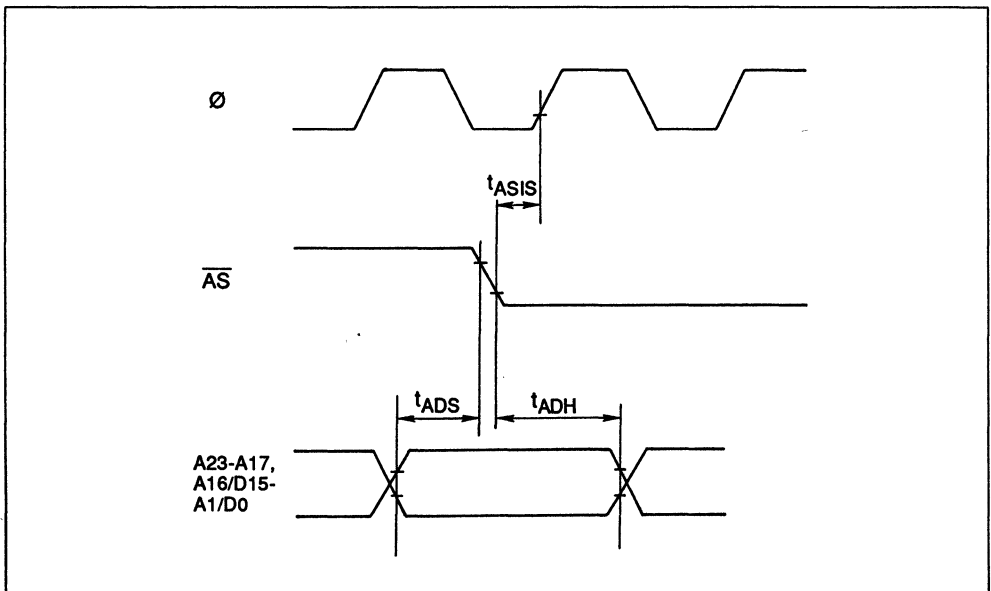 Ø
tASIS
AS
tADS
tADH
A23-A17,
A16/D15-
A1/D0